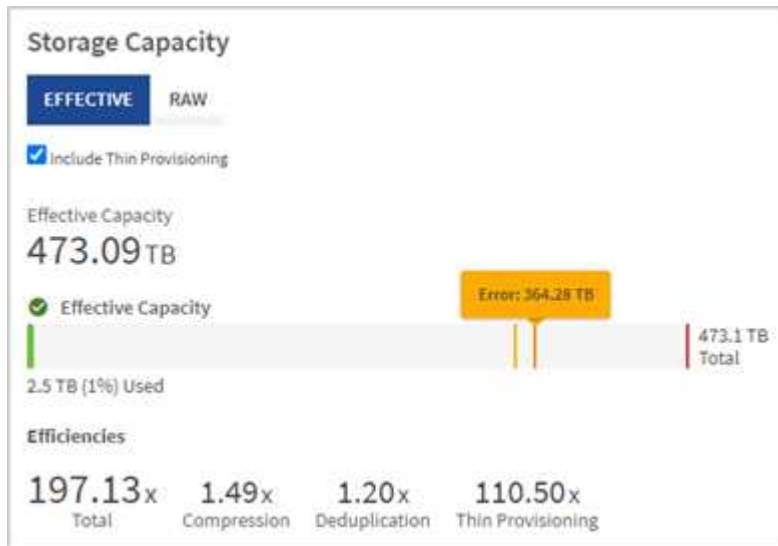 Storage Capacity
EFFECTIVE RAW
Include Thin Provisioning
Effective Capacity
473.09 TB
Error: 364.28 TB
Effective Capacity
473.1 TB
Total
2.5 TB (1%) Used
Efficiencies
197.13x 1.49x 1.20x 110.50x
Total Compression Deduplication Thin Provisioning